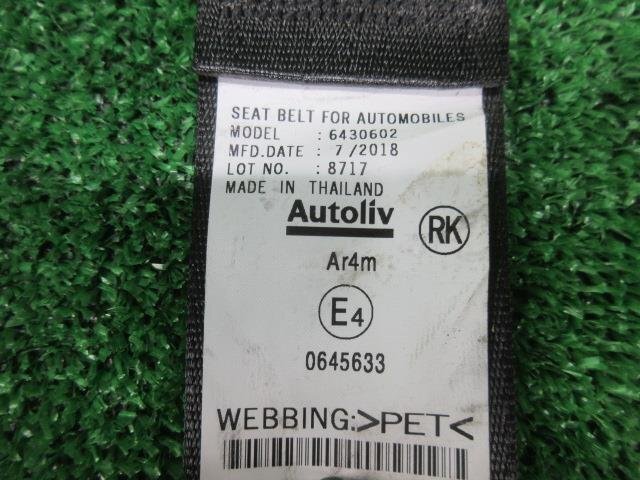 SEAT BELT FOR AUTOMOBILES
MODEL : 6430602
MFD.DATE : 7/2018
LOT NO. : 8717
MADE IN THAILAND
Autoliv
RK
Ar4m
E4
0645633
WEBBING:>PET<